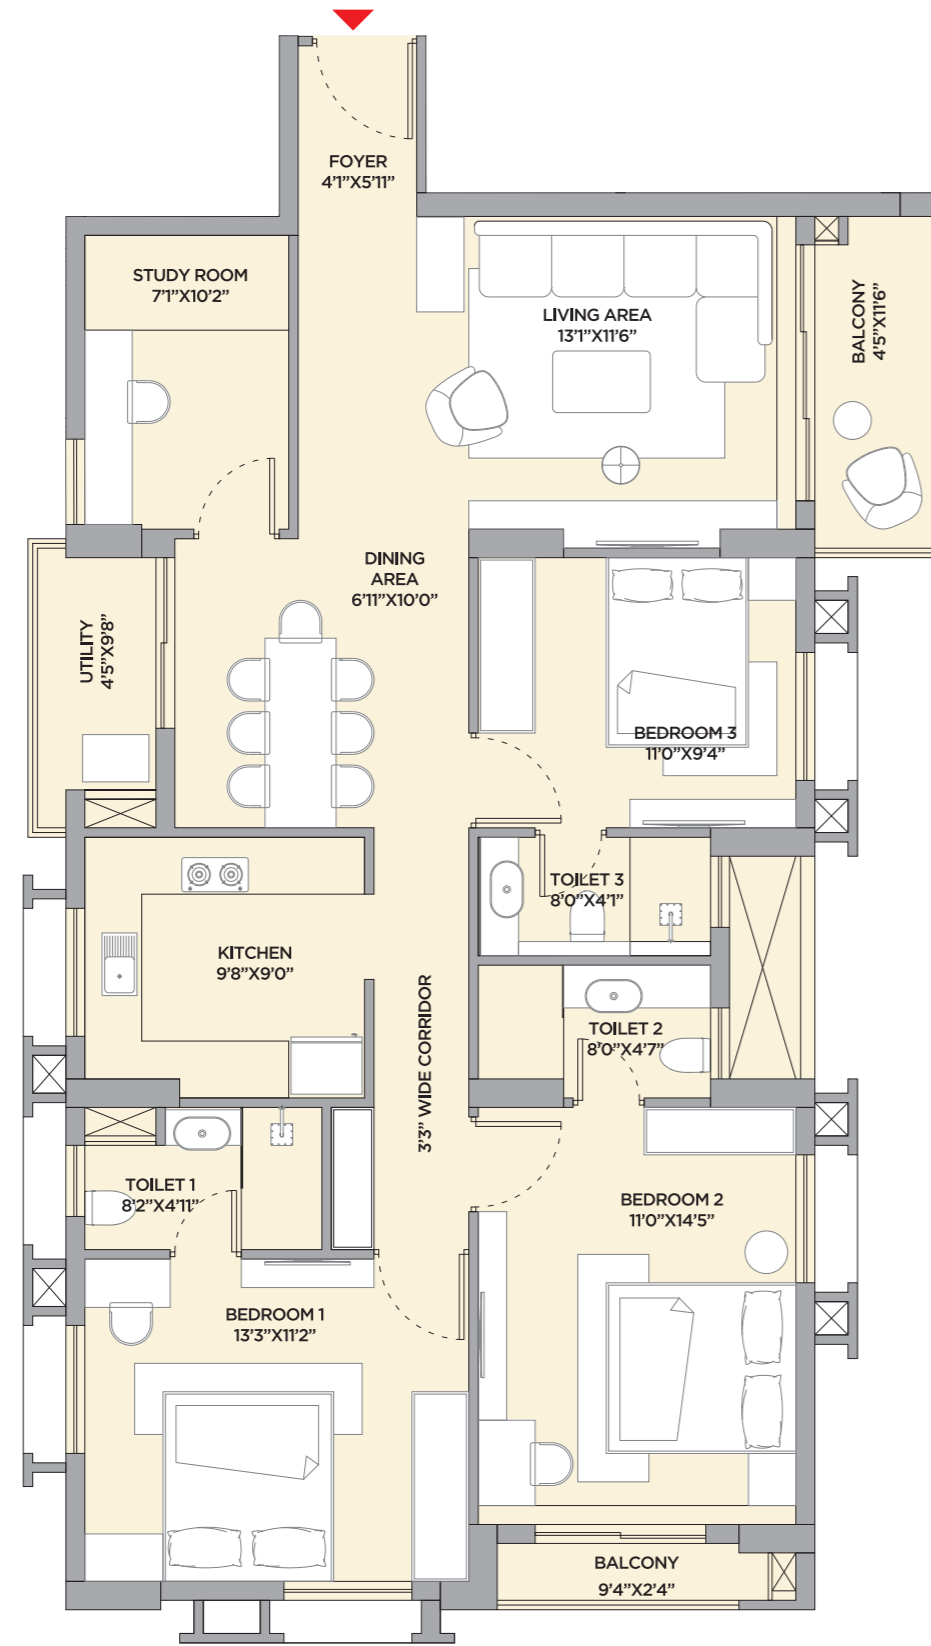 FOYER
4'1”X5'11”
STUDY ROOM
7'1”X10'2”
LIVING AREA
13'1”X11'6”
BALCONY
4'5”X11'6”
DINING
AREA
6'11”X10'0”
UTILITY
4'5”X9'8”
BEDROOM 3
11'0”X9'4”
TOILET 3
8'0”X4'1”
KITCHEN
9'8”X9'0”
3'3” WIDE CORRIDOR
TOILET 2
8'0”X4'7”
TOILET 1
8'2”X4'11”
BEDROOM 2
11'0”X14'5”
BEDROOM 1
13'3”X11'2”
BALCONY
9'4”X2'4”